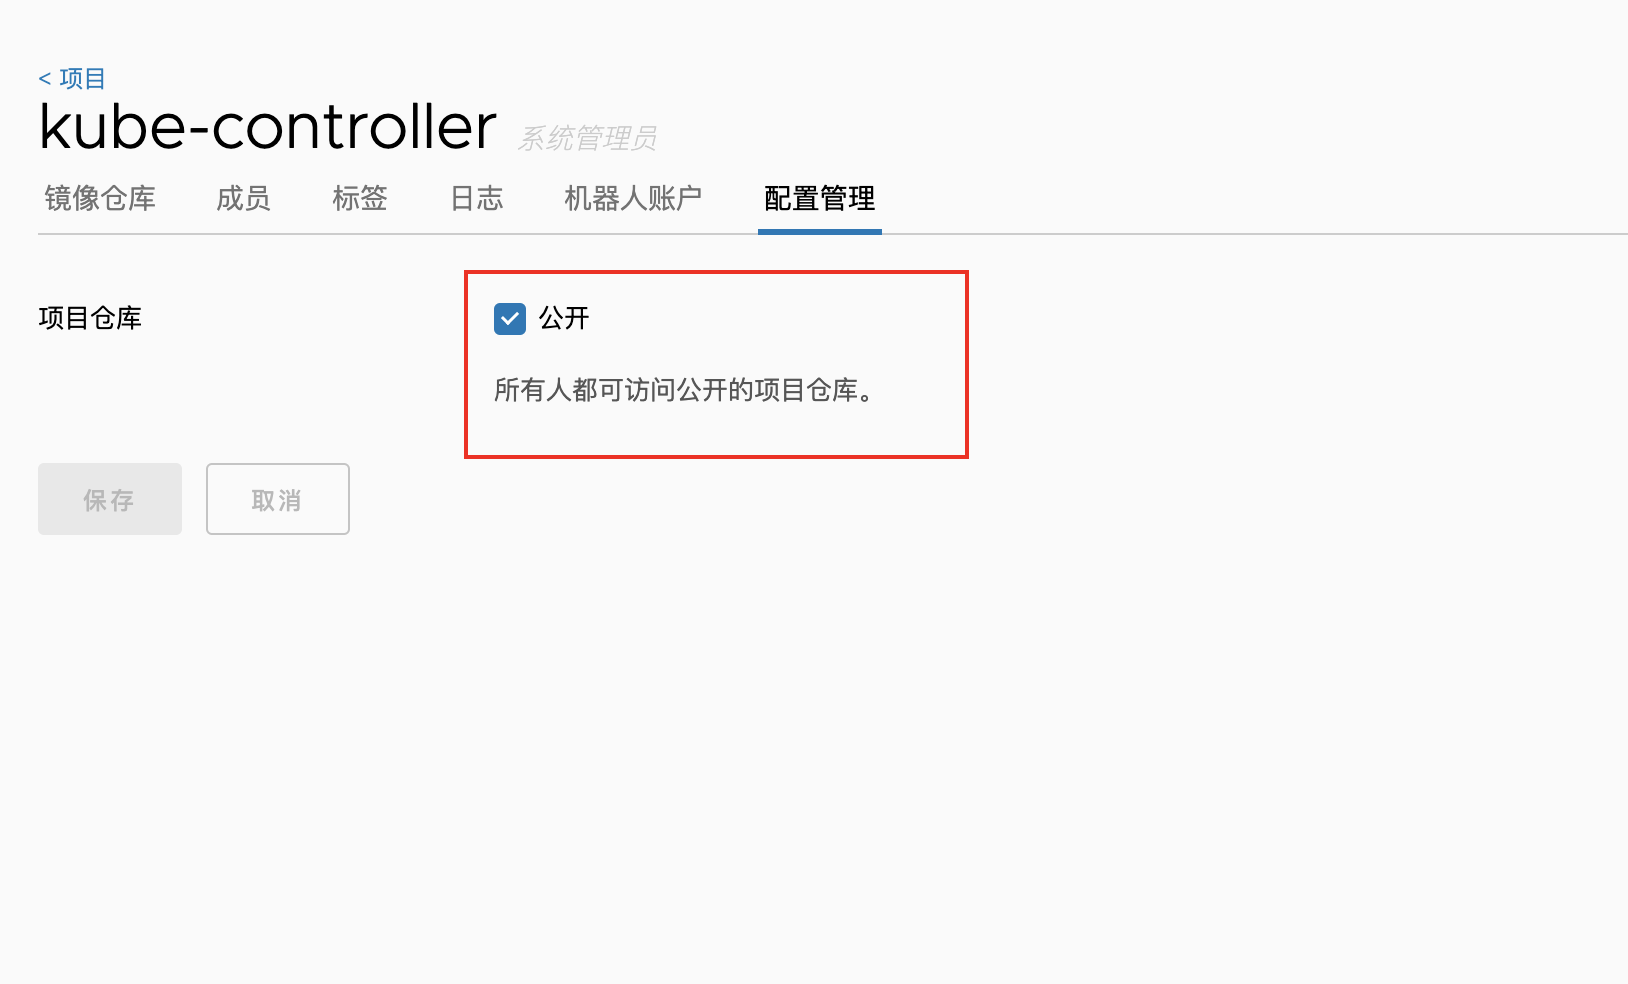 < 项目
kube-controller 系统管理员
镜像仓库 成员 标签 日志 机器人账户 配置管理
项目仓库 公开
所有人都可访问公开的项目仓库。
保存 取消